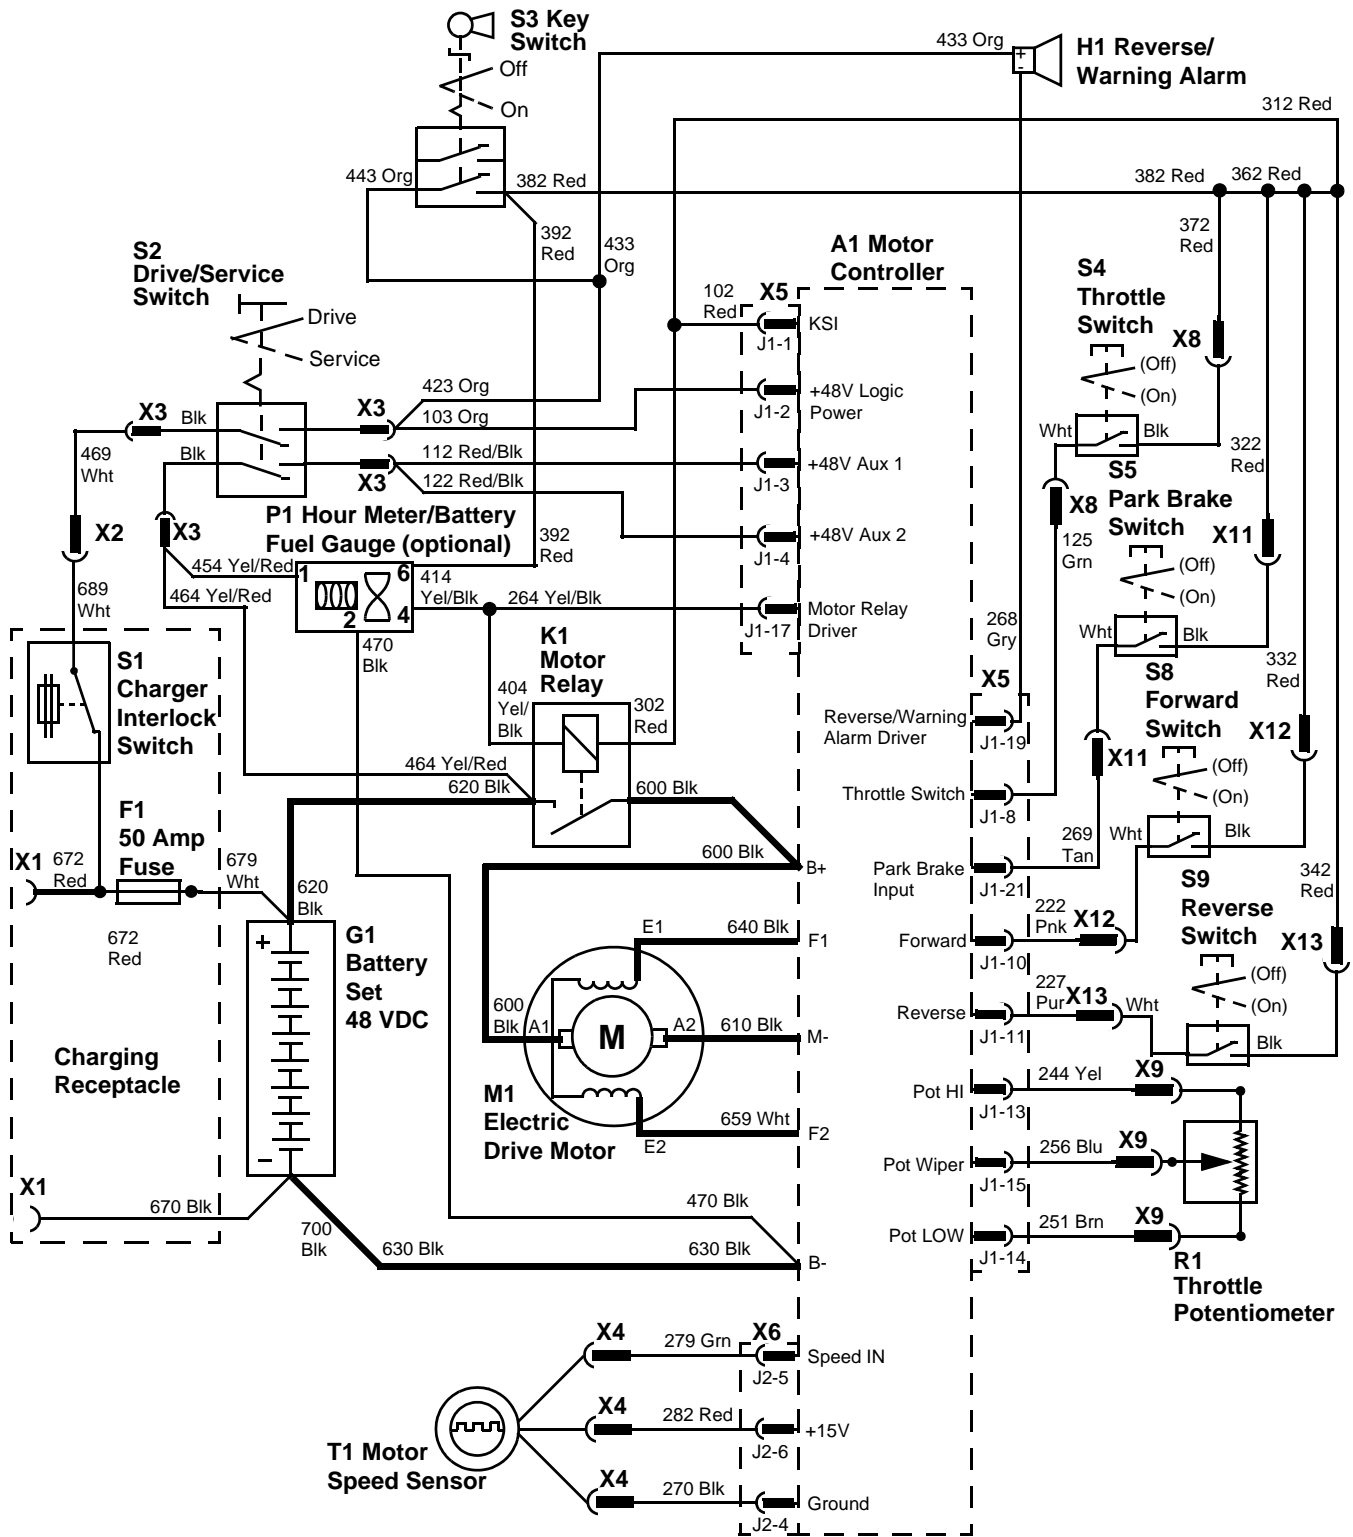 S3 Key
Switch
Off
On
433 Org
+
-
H1 Reverse/
Warning Alarm
312 Red
443 Org
382 Red
382 Red
362 Red
392
Red
433
Org
372
Red
S2
Drive/Service
Switch
Drive
Service
A1 Motor
Controller
102
Red
X5
KSI
J1-1
S4
Throttle
Switch
(Off)
(On)
X8
423 Org
103 Org
+48V Logic
Power
J1-2
X3
Blk
X3
469
Wht
Blk
112 Red/Blk
X3
122 Red/Blk
+48V Aux 1
J1-3
Wht
Blk
322
Red
S5
Park Brake
Switch
X8
X11
125
Grn
(Off)
(On)
X2
X3
P1 Hour Meter/Battery
Fuel Gauge (optional)
392
Red
+48V Aux 2
J1-4
454 Yel/Red
464 Yel/Red
1
6
2
4
414
Yel/Blk
264 Yel/Blk
Motor Relay
Driver
J1-17
689
Wht
470
Blk
268
Gry
Wht
Blk
332
Red
S8
Forward
Switch
X12
X11
(Off)
(On)
S1
Charger
Interlock
Switch
K1
Motor
Relay
404
Yel/
Blk
302
Red
X5
Reverse/Warning
Alarm Driver
J1-19
464 Yel/Red
620 Blk
600 Blk
Throttle Switch
J1-8
F1
50 Amp
Fuse
269
Tan
Wht
Blk
X1
672
Red
679
Wht
620
Blk
600 Blk
B+
Park Brake
Input
J1-21
S9
Reverse
Switch
342
Red
672
Red
+
G1
Battery
Set
48 VDC
E1
640 Blk
F1
Forward
J1-10
222
Pnk
X12
X13
(Off)
(On)
600
Blk
A1
M
A2
610 Blk
M-
Reverse
J1-11
227
Pur
X13
Wht
Blk
Charging
Receptacle
M1
Electric
Drive Motor
E2
659 Wht
F2
Pot HI
J1-13
244 Yel
X9
Pot Wiper
J1-15
256 Blu
X9
–
X1
670 Blk
700
Blk
630 Blk
470 Blk
630 Blk
B-
Pot LOW
J1-14
251 Brn
X9
R1
Throttle
Potentiometer
X4
279 Grn
X6
Speed IN
J2-5
X4
282 Red
+15V
J2-6
T1 Motor
Speed Sensor
X4
270 Blk
Ground
J2-4